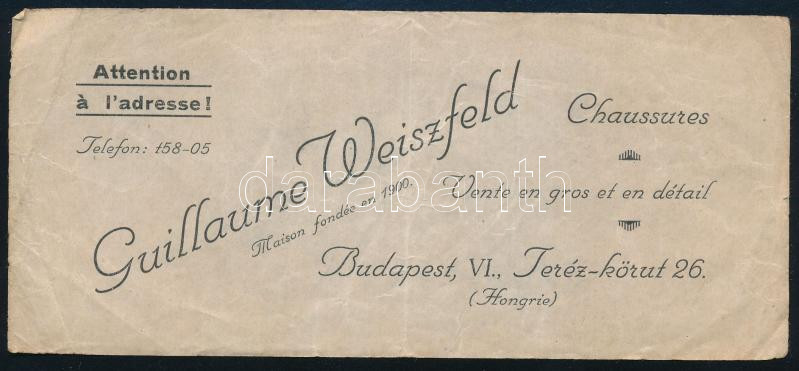 Attention
à l'adresse!
Telefon: 158-05
Guillaume Weiszfeld
Maison fondée en 1900.
Chaussures
Vente en gros et en détail
Budapest, VI., Teréz-körut 26.
(Hongrie)
darabanth